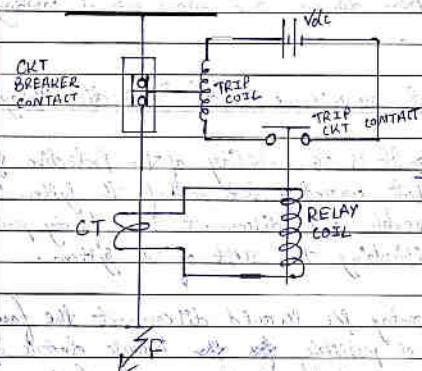 Vdc
CKT
BREAKER
CONTACT
TRIP
COIL
TRIP
CKT CONTACT
CT
RELAY
COIL
F